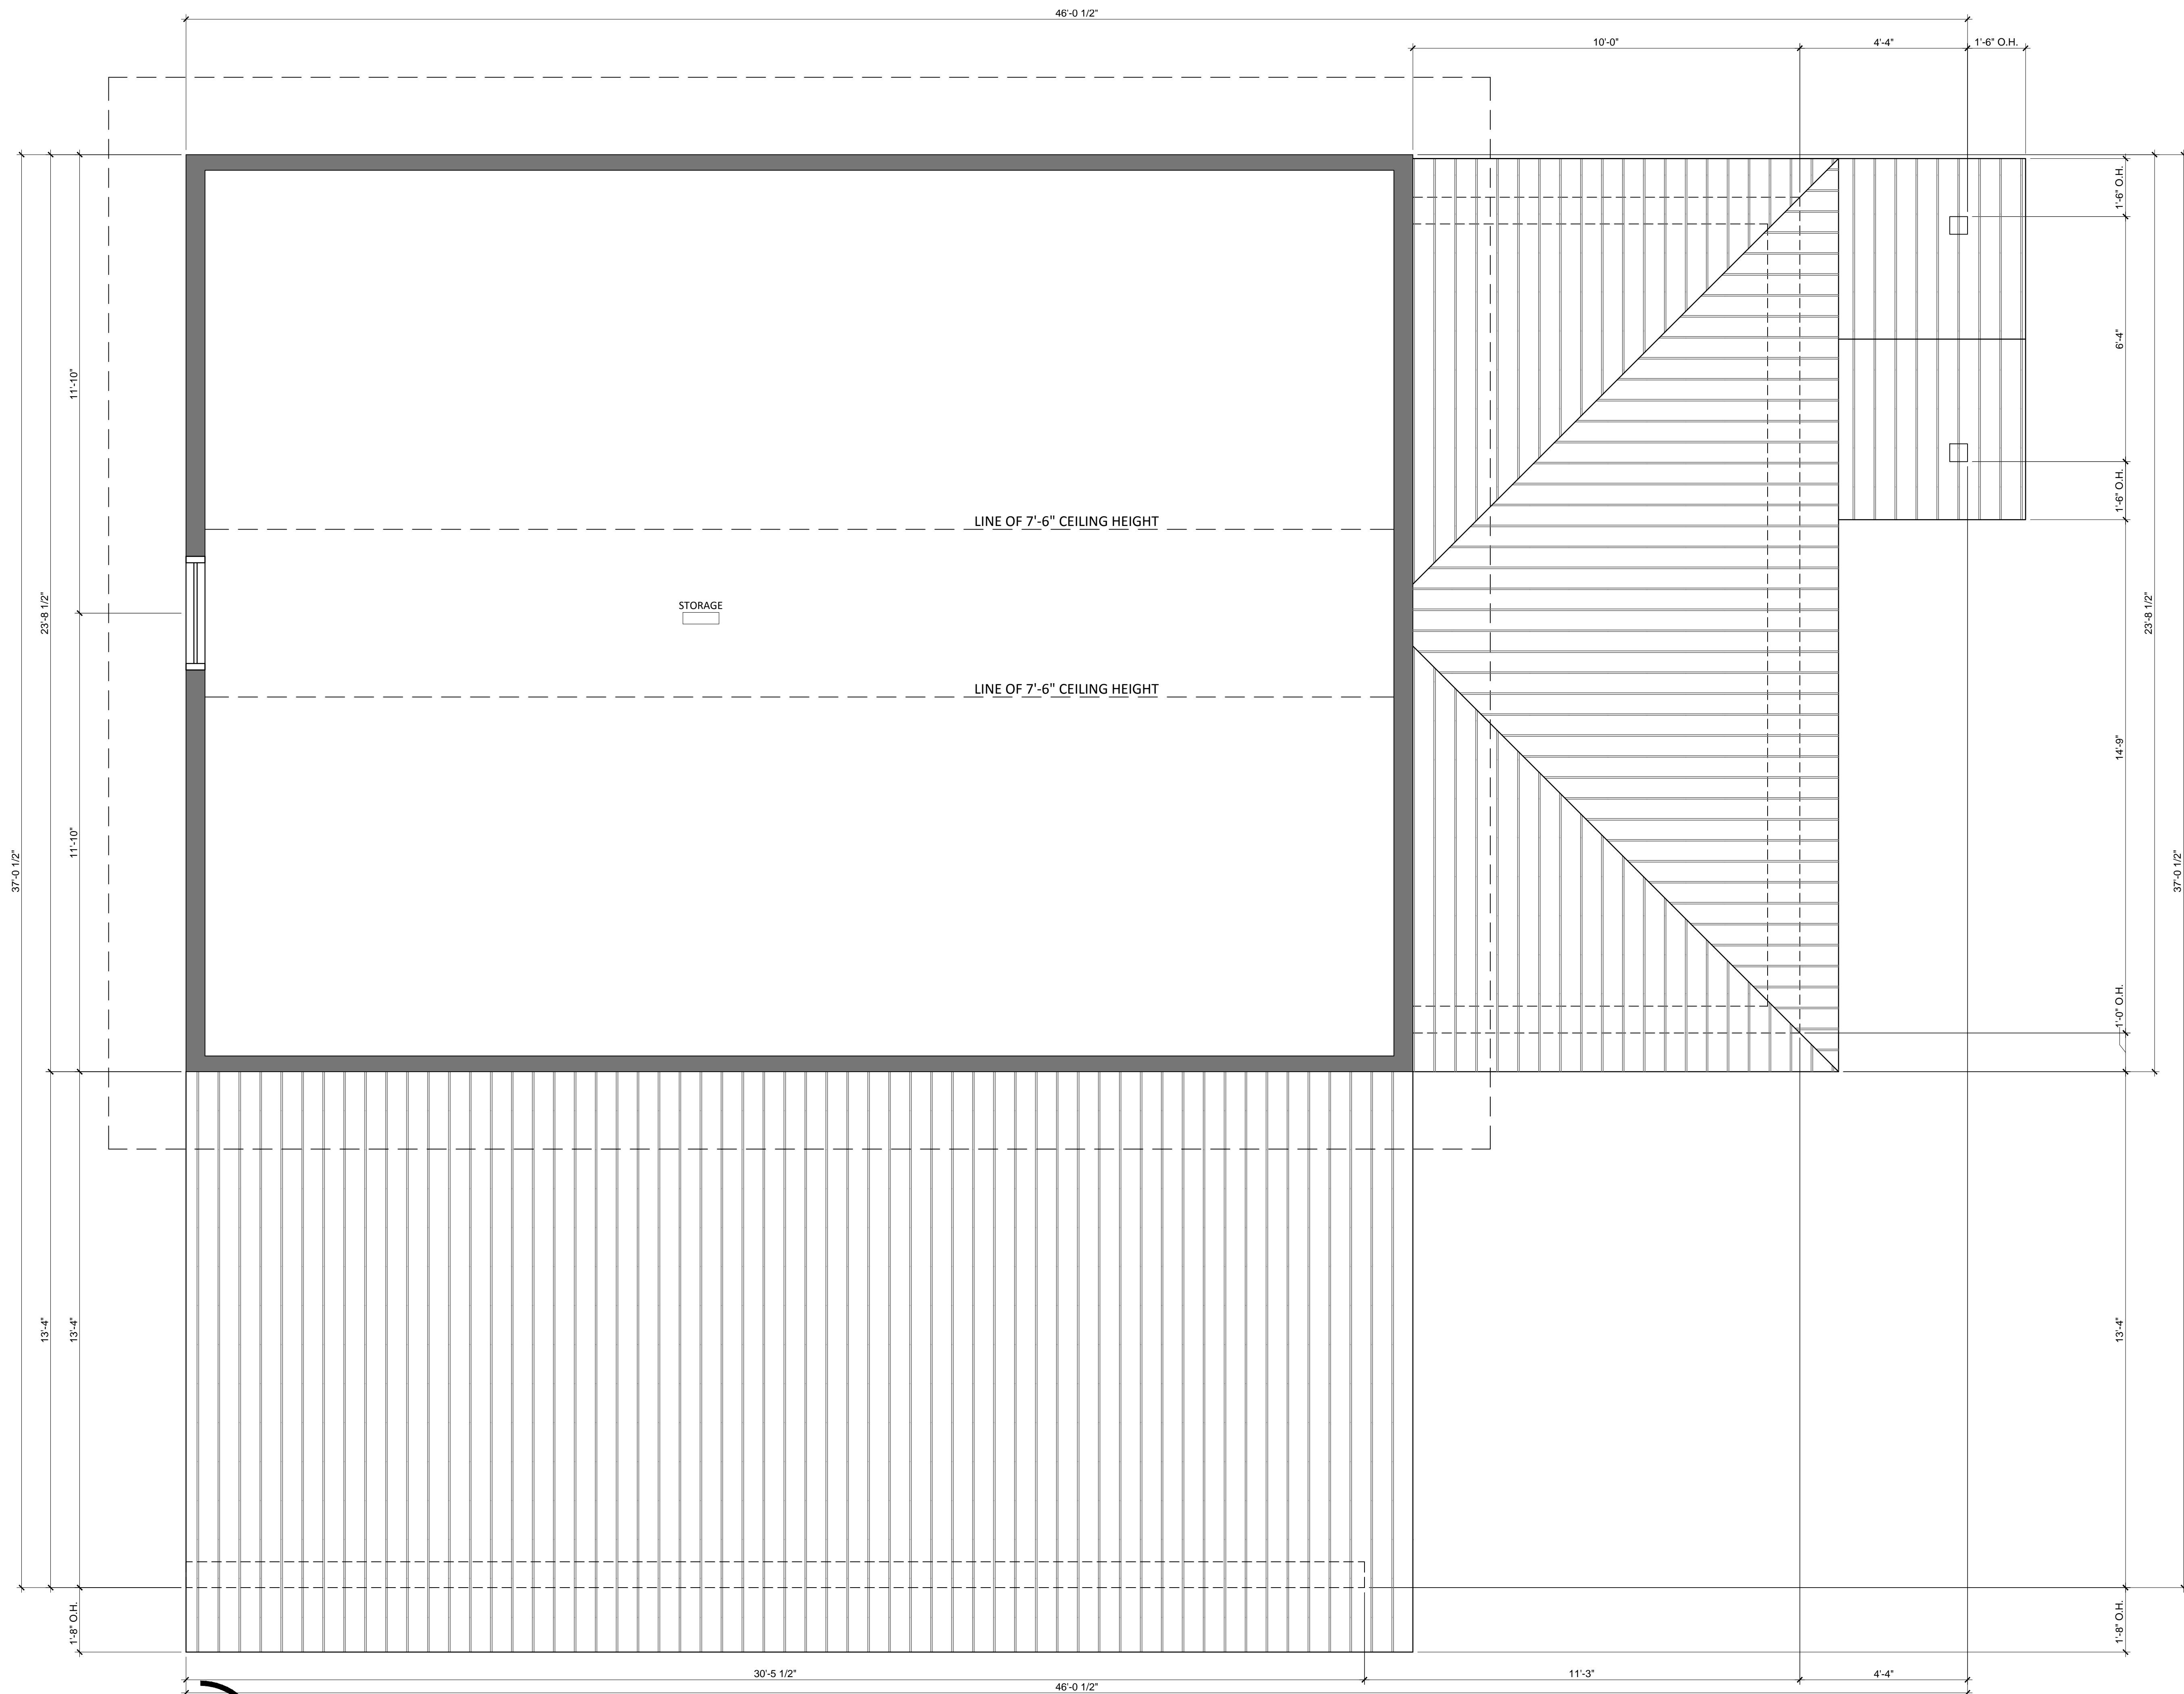 46'-0 1/2"
10'-0"
4'-4"
1'-6" O.H.
1'-6" O.H.
6'-4"
1'-6" O.H.
11'-10"
LINE OF 7'-6" CEILING HEIGHT
STORAGE
23'-8 1/2"
23'-8 1/2"
LINE OF 7'-6" CEILING HEIGHT
14'-9"
11'-10"
37'-0 1/2"
37'-0 1/2"
1'-0" O.H.
13'-4"
13'-4"
13'-4"
1'-8" O.H.
1'-8" O.H.
30'-5 1/2"
11'-3"
4'-4"
46'-0 1/2"